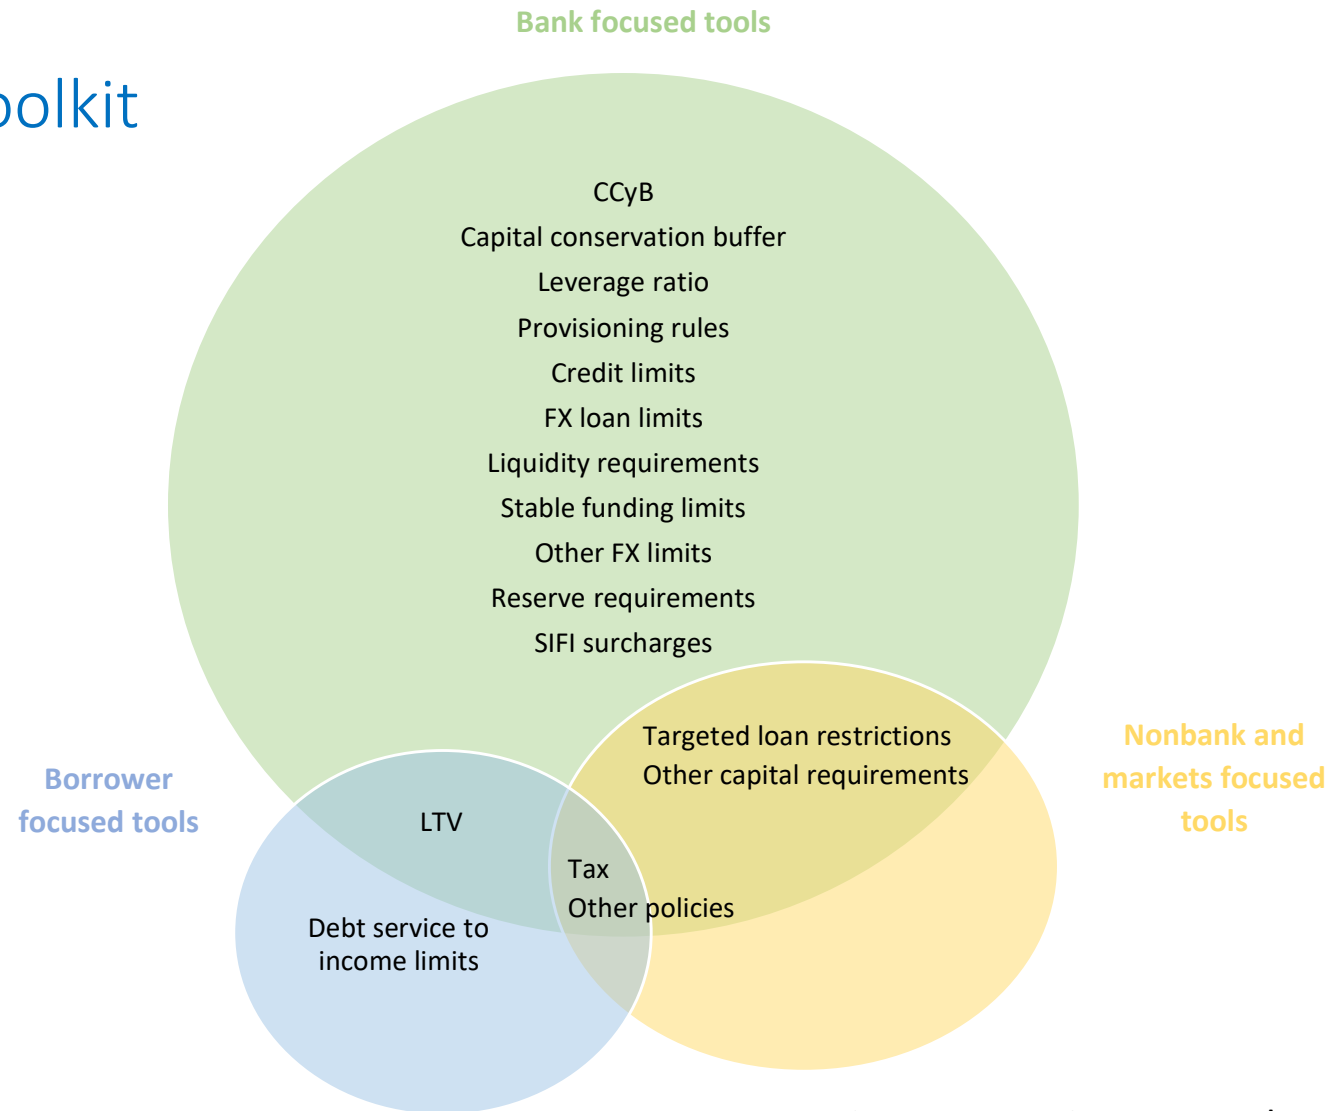 Bank focused tools
oolkit
CCyB
Capital conservation buffer
Leverage ratio
Provisioning rules
Credit limits
FX loan limits
Liquidity requirements
Stable funding limits
Other FX limits
Reserve requirements
SIFI surcharges
Targeted loan restrictions
Other capital requirements
Nonbank and
markets focused
tools
Borrower
focused tools
LTV
Tax
Other policies
Debt service to
income limits